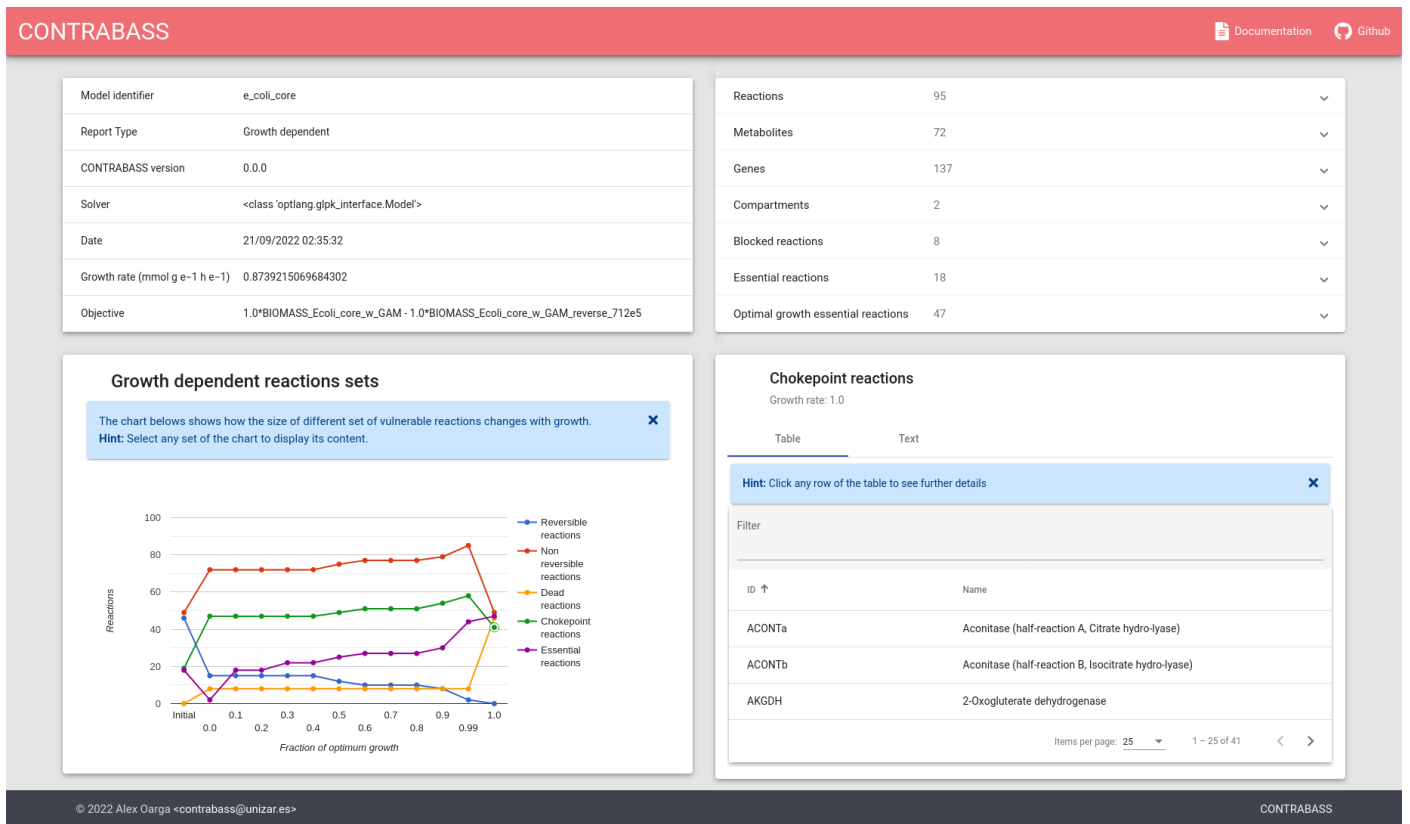 CONTRABASS
Documentation
Github
Model identifier e_coli_core
Report Type Growth dependent
CONTRABASS version 0.0.0
Solver <class 'optlang.glpk_interface.Model'>
Date 21/09/2022 02:35:32
Growth rate (mmol g e−1 h e−1) 0.8739215069684302
Objective 1.0*BIOMASS_Ecoli_core_w_GAM - 1.0*BIOMASS_Ecoli_core_w_GAM_reverse_712e5
Reactions 95
Metabolites 72
Genes 137
Compartments 2
Blocked reactions 8
Essential reactions 18
Optimal growth essential reactions 47
Growth dependent reactions sets
The chart belows shows how the size of different set of vulnerable reactions changes with growth.
Hint: Select any set of the chart to display its content.
100
80
60
40
20
0
Reactions
Initial 0.1 0.3 0.5 0.7 0.9 1.0
0.0 0.2 0.4 0.6 0.8 0.99
Fraction of optimum growth
Reversible
reactions
Non
reversible
reactions
Dead
reactions
Chokepoint
reactions
Essential
reactions
Chokepoint reactions
Growth rate: 1.0
Table Text
Hint: Click any row of the table to see further details
Filter
ID Name
ACONTa Aconitase (half-reaction A, Citrate hydro-lyase)
ACONTb Aconitase (half-reaction B, Isocitrate hydro-lyase)
AKGDH 2-Oxogluterate dehydrogenase
Items per page: 25 1 – 25 of 41
© 2022 Alex Oarga <contrabass@unizar.es>
CONTRABASS